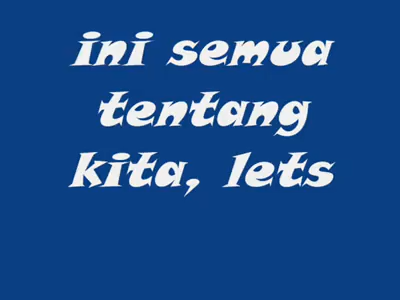 ini semua
tentang
kita, lets